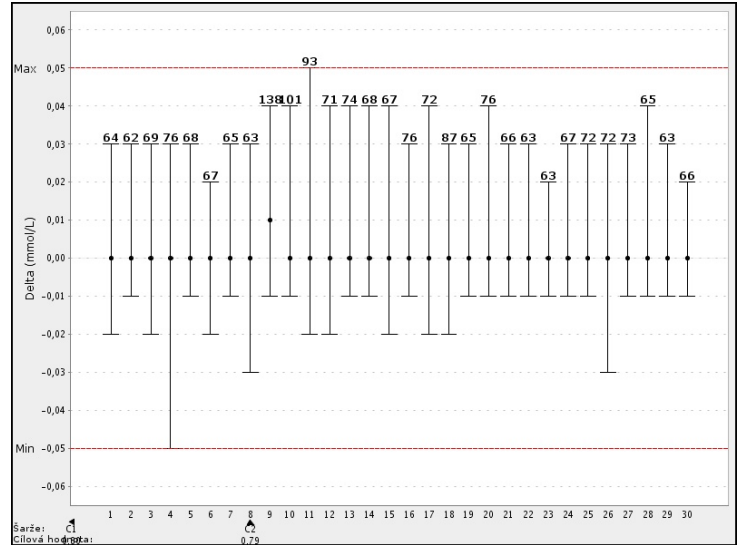 0,06
Max 0,05
93
0,04
138 101 71 74 68 67 72 76
65
0,03
64 62 69 76 68 65 63 76 87 65 66 63 67 72 72 73 63
0,02
67 63 66
0,01
Delta (mmol/L)
0,00
-0,01
-0,02
-0,03
-0,04
Min -0,05
-0,06
1 2 3 4 5 6 7 8 9 10 11 12 13 14 15 16 17 18 19 20 21 22 23 24 25 26 27 28 29 30
Šarže: C1 C2
Cílová hodnota: 0,79